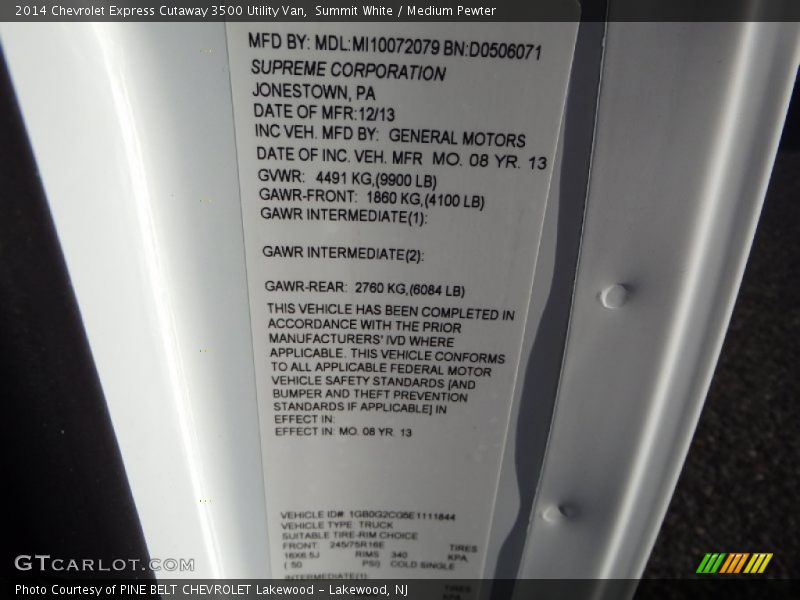 2014 Chevrolet Express Cutaway 3500 Utility Van, Summit White / Medium Pewter
MFD BY: MDL:MI10072079 BN:D0506071
SUPREME CORPORATION
JONESTOWN, PA
DATE OF MFR:12/13
INC VEH. MFD BY: GENERAL MOTORS
DATE OF INC. VEH. MFR MO. 08 YR. 13
GVWR: 4491 KG,(9900 LB)
GAWR-FRONT: 1860 KG,(4100 LB)
GAWR INTERMEDIATE(1):
GAWR INTERMEDIATE(2):
GAWR-REAR: 2760 KG,(6084 LB)
THIS VEHICLE HAS BEEN COMPLETED IN
ACCORDANCE WITH THE PRIOR
MANUFACTURERS' IVD WHERE
APPLICABLE. THIS VEHICLE CONFORMS
TO ALL APPLICABLE FEDERAL MOTOR
VEHICLE SAFETY STANDARDS [AND
BUMPER AND THEFT PREVENTION
STANDARDS IF APPLICABLE] IN
EFFECT IN:
EFFECT IN: MO. 08 YR. 13
VEHICLE ID#: 1GB0G2CG5E1111844
VEHICLE TYPE: TRUCK
SUITABLE TIRE-RIM CHOICE
FRONT 245/75R16E TIRES
16X6.5J RIMS 340 KPA,
( 50 PSI) COLD SINGLE
INTERMEDIATE(1):
TIRES
KPA,
GTCARLOT.COM
Photo Courtesy of PINE BELT CHEVROLET Lakewood - Lakewood, NJ